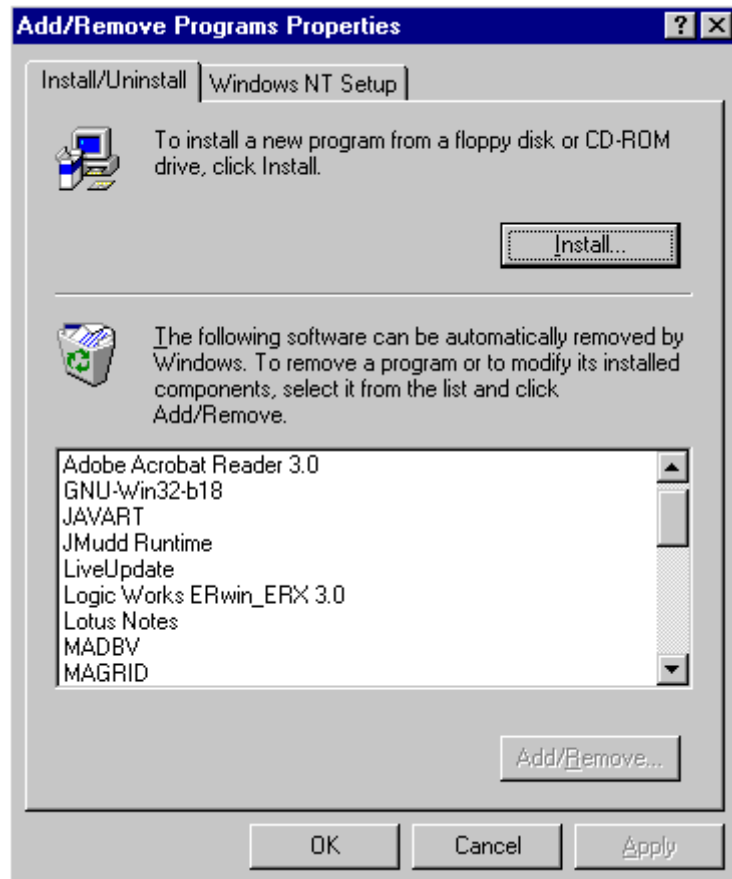 Add/Remove Programs Properties
Install/Uninstall
Windows NT Setup
To install a new program from a floppy disk or CD-ROM
drive, click Install.
Install...
The following software can be automatically removed by
Windows. To remove a program or to modify its installed
components, select it from the list and click
Add/Remove.
Adobe Acrobat Reader 3.0
GNU-Win32-b18
JAVART
JMudd Runtime
LiveUpdate
Logic Works ERwin_ERX 3.0
Lotus Notes
MADBV
MAGRID
Add/Remove...
OK
Cancel
Apply